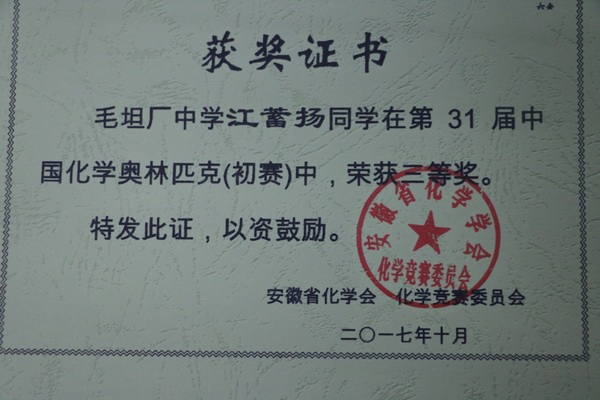 获奖证书
毛坦厂中学江蓄扬同学在第 31 届中
国化学奥林匹克(初赛)中，荣获三等奖。
特发此证，以资鼓励。
安徽省化学学会
化学竞赛委员会
安徽省化学会 化学竞赛委员会
二〇一七年十月